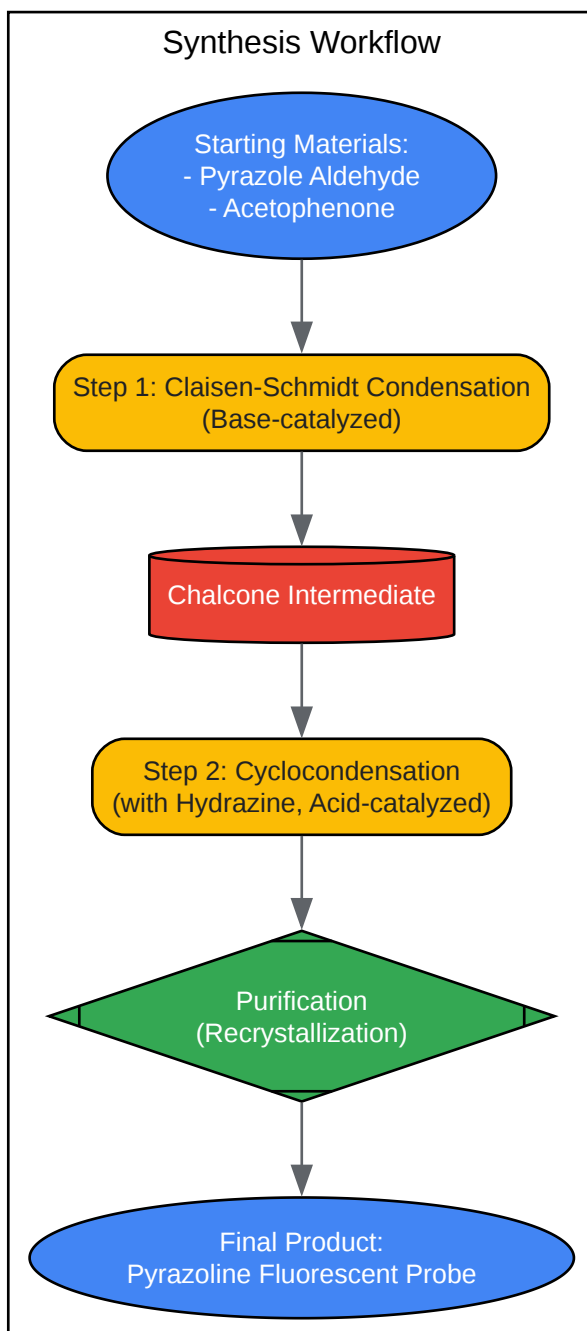 Synthesis Workflow
Starting Materials:
- Pyrazole Aldehyde
- Acetophenone
Step 1: Claisen-Schmidt Condensation
(Base-catalyzed)
Chalcone Intermediate
Step 2: Cyclocondensation
(with Hydrazine, Acid-catalyzed)
Purification
(Recrystallization)
Final Product:
Pyrazoline Fluorescent Probe